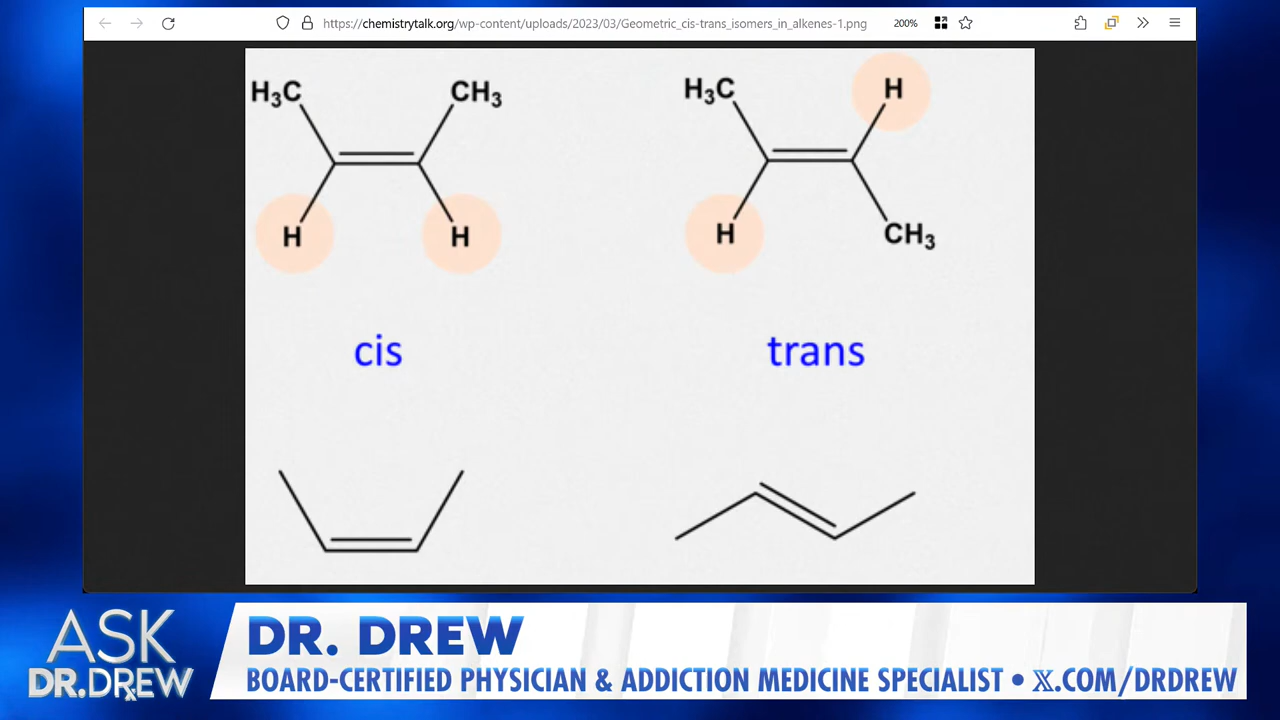 https://chemistrytalk.org/wp-content/uploads/2023/03/Geometric_cis-trans_isomers_in_alkenes-1.png
200%
H₃C
CH₃
H
H
H₃C
H
H
CH₃
cis
trans
ASK
DR.DREW
DR. DREW
BOARD-CERTIFIED PHYSICIAN & ADDICTION MEDICINE SPECIALIST • 𝕏.COM/DRDREW